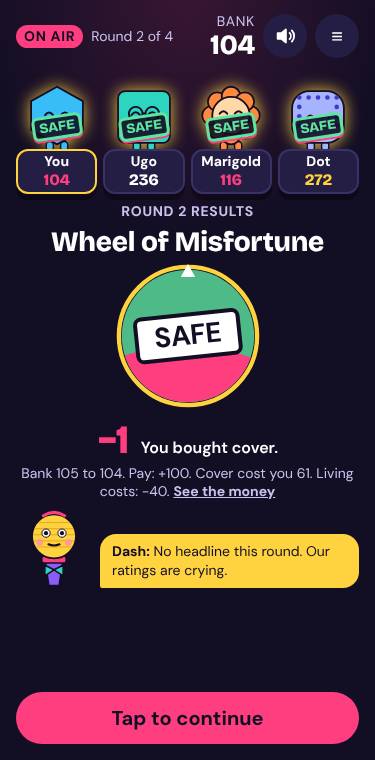 ON AIR
Round 2 of 4
BANK
104
SAFE
SAFE
SAFE
SAFE
You
104
Ugo
236
Marigold
116
Dot
272
ROUND 2 RESULTS
Wheel of Misfortune
SAFE
−1 You bought cover.
Bank 105 to 104. Pay: +100. Cover cost you 61. Living
costs: −40. See the money
Dash: No headline this round. Our
ratings are crying.
Tap to continue